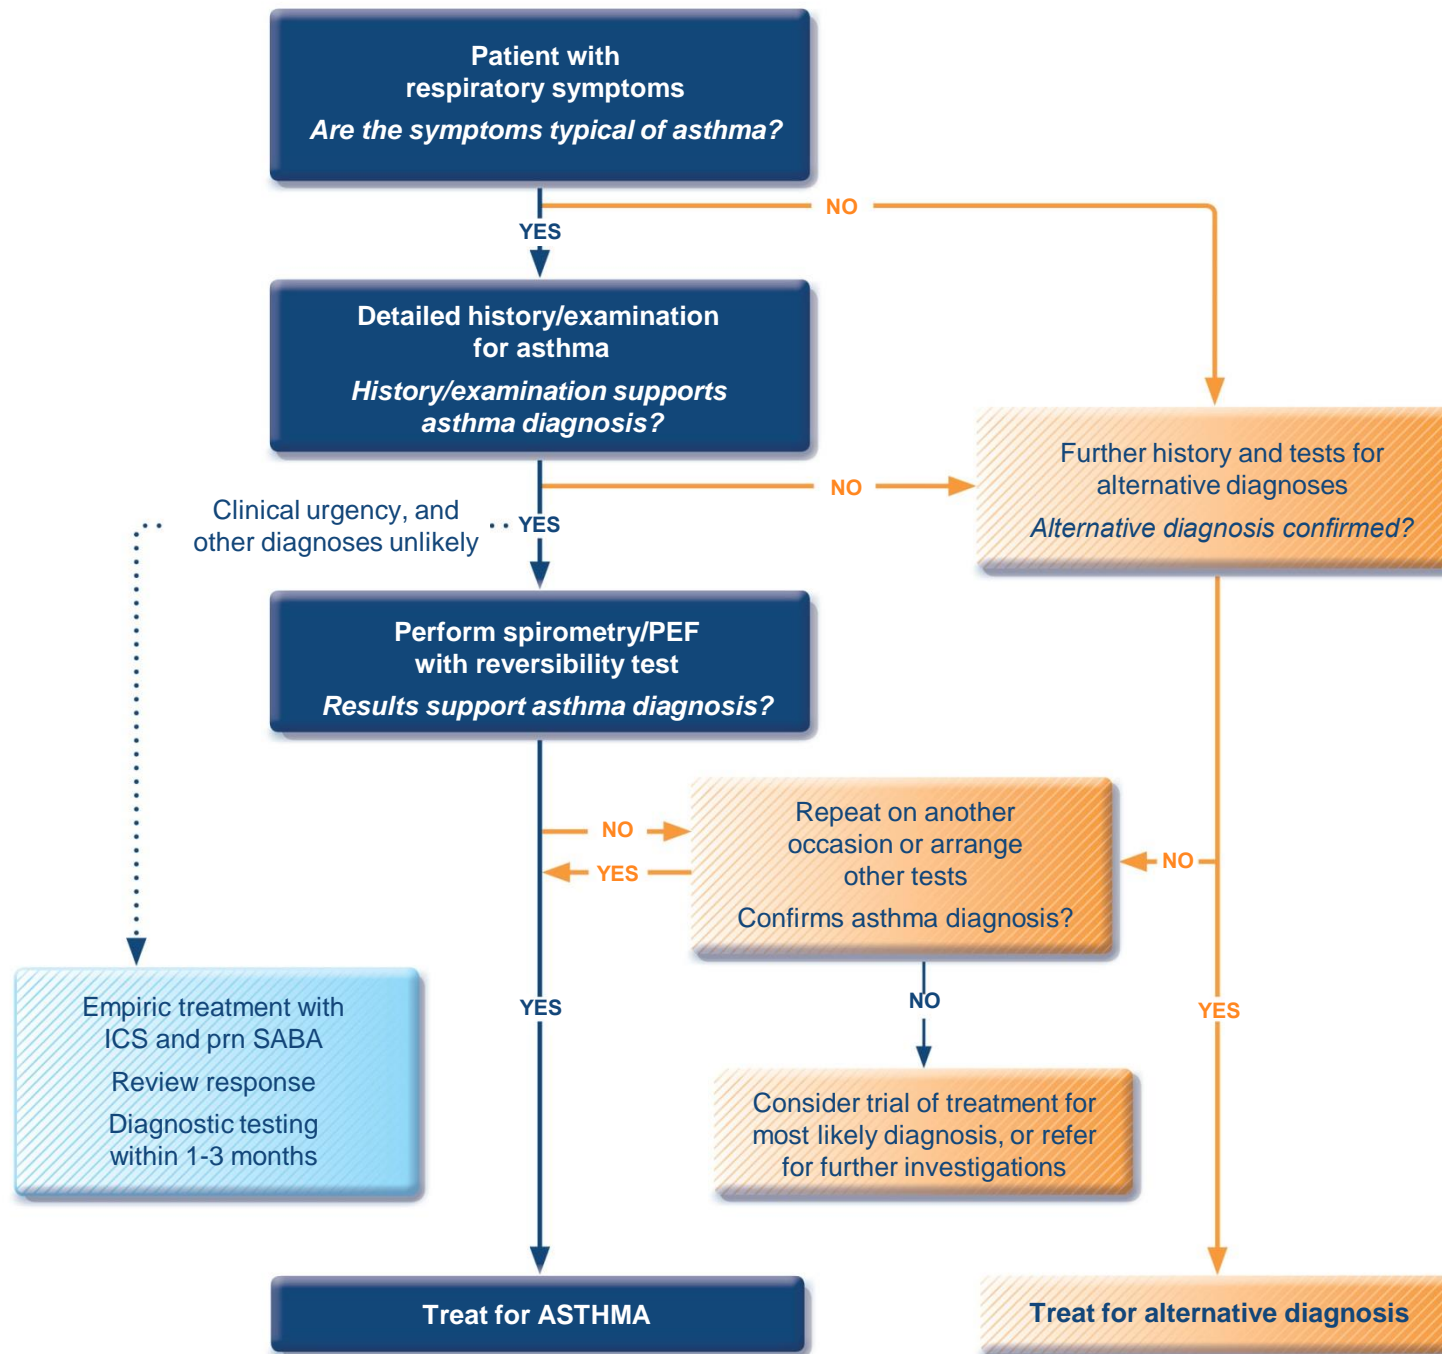 Patient with
respiratory symptoms
Are the symptoms typical of asthma?
NO
YES
Detailed history/examination
for asthma
History/examination supports
asthma diagnosis?
Further history and tests for
alternative diagnoses
Alternative diagnosis confirmed?
NO
Clinical urgency, and
other diagnoses unlikely
YES
Perform spirometry/PEF
with reversibility test
Results support asthma diagnosis?
Repeat on another
occasion or arrange
other tests
Confirms asthma diagnosis?
NO
YES
NO
Empiric treatment with
ICS and prn SABA
Review response
Diagnostic testing
within 1-3 months
YES
NO
YES
Consider trial of treatment for
most likely diagnosis, or refer
for further investigations
Treat for ASTHMA
Treat for alternative diagnosis